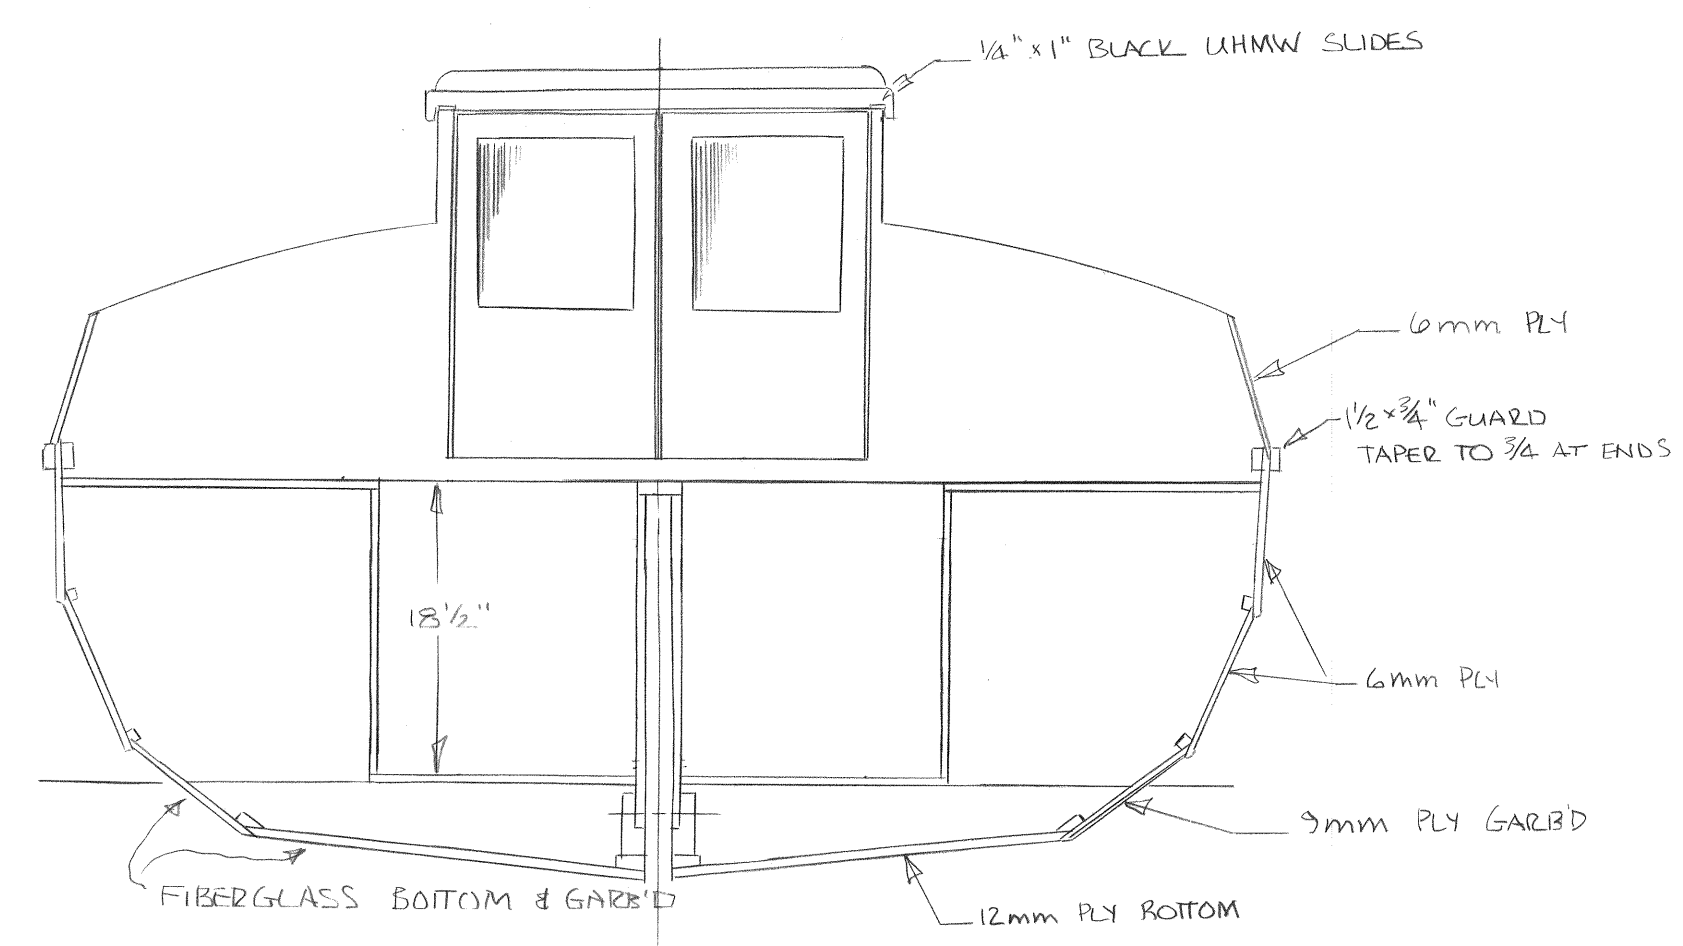 1/4" x 1" BLACK UHMW SLIDES
6mm PLY
1 1/2 x 3/4" GUARD
TAPER TO 3/4 AT ENDS
18 1/2"
6mm PLY
9mm PLY GARB'D
FIBERGLASS BOTTOM & GARB'D
12mm PLY BOTTOM